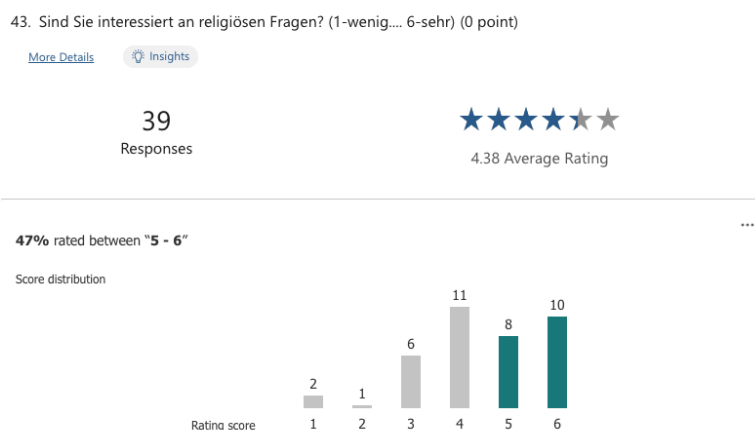 43. Sind Sie interessiert an religiösen Fragen? (1-wenig.... 6-sehr) (0 point)
More Details
Insights
39
Responses
4.38 Average Rating
47% rated between "5 - 6"
Score distribution
2
1
6
11
8
10
Rating score
1
2
3
4
5
6